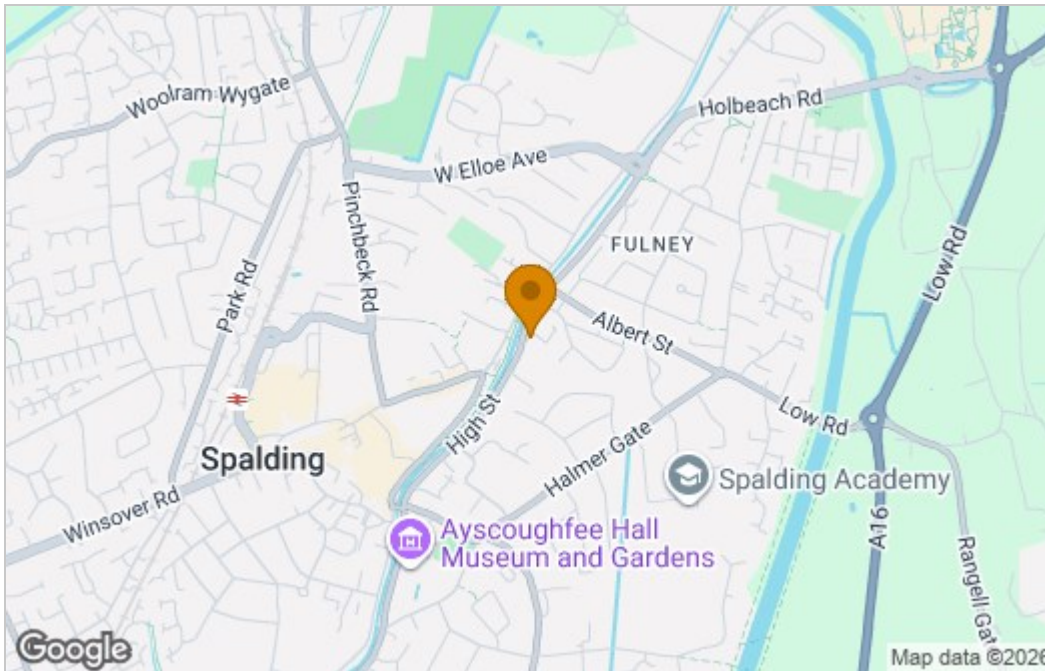 Woolram Wygate
Holbeach Rd
W Elloe Ave
Pinchbeck Rd
FULNEY
Park Rd
Low Rd
Albert St
High St
Low Rd
Halmer Gate
Spalding
Spalding Academy
Winsover Rd
A16
Ayscoughfee Hall
Museum and Gardens
Rangell Gat
Google
Map data ©2026